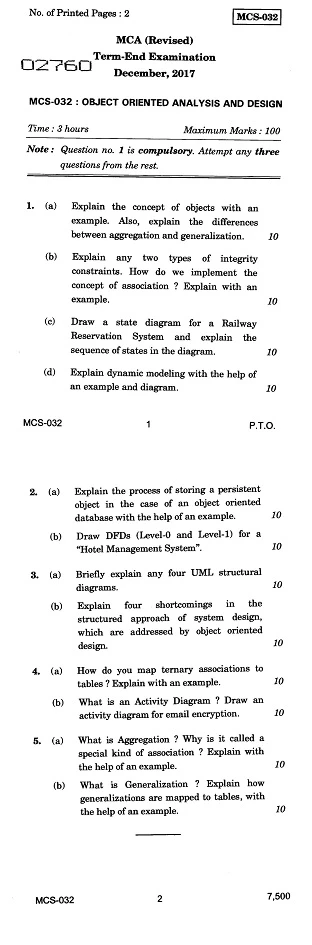 No. of Printed Pages : 2
MCS-032
MCA (Revised)
02760
Term-End Examination
December, 2017
MCS-032 : OBJECT ORIENTED ANALYSIS AND DESIGN
Time : 3 hours Maximum Marks : 100
Note : Question no. 1 is compulsory. Attempt any three
questions from the rest.
1. (a) Explain the concept of objects with an
example. Also, explain the differences
between aggregation and generalization. 10
(b) Explain any two types of integrity
constraints. How do we implement the
concept of association ? Explain with an
example. 10
(c) Draw a state diagram for a Railway
Reservation System and explain the
sequence of states in the diagram. 10
(d) Explain dynamic modeling with the help of
an example and diagram. 10
MCS-032 1 P.T.O.
2. (a) Explain the process of storing a persistent
object in the case of an object oriented
database with the help of an example. 10
(b) Draw DFDs (Level-0 and Level-1) for a
"Hotel Management System". 10
3. (a) Briefly explain any four UML structural
diagrams. 10
(b) Explain four shortcomings in the
structured approach of system design,
which are addressed by object oriented
design. 10
4. (a) How do you map ternary associations to
tables ? Explain with an example. 10
(b) What is an Activity Diagram ? Draw an
activity diagram for email encryption. 10
5. (a) What is Aggregation ? Why is it called a
special kind of association ? Explain with
the help of an example. 10
(b) What is Generalization ? Explain how
generalizations are mapped to tables, with
the help of an example. 10
MCS-032 2 7,500